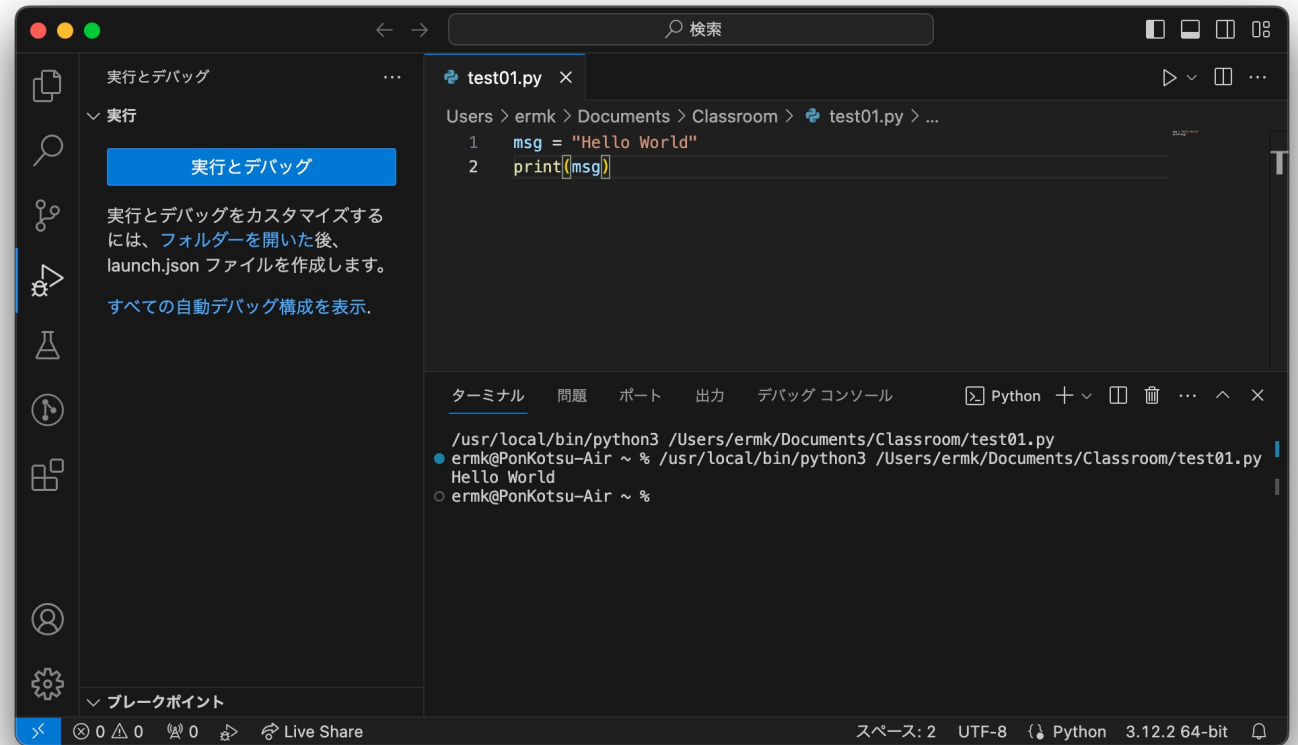 検索
実行とデバッグ ...
実行
実行とデバッグ
実行とデバッグをカスタマイズする
には、フォルダーを開いた後、
launch.json ファイルを作成します。
すべての自動デバッグ構成を表示.
ブレークポイント
test01.py
Users > ermk > Documents > Classroom > test01.py > ...
1 msg = "Hello World"
2 print(msg)
ターミナル 問題 ポート 出力 デバッグ コンソール Python
/usr/local/bin/python3 /Users/ermk/Documents/Classroom/test01.py
ermk@PonKotsu-Air ~ % /usr/local/bin/python3 /Users/ermk/Documents/Classroom/test01.py
Hello World
ermk@PonKotsu-Air ~ %
0 0 0 Live Share スペース: 2 UTF-8 Python 3.12.2 64-bit